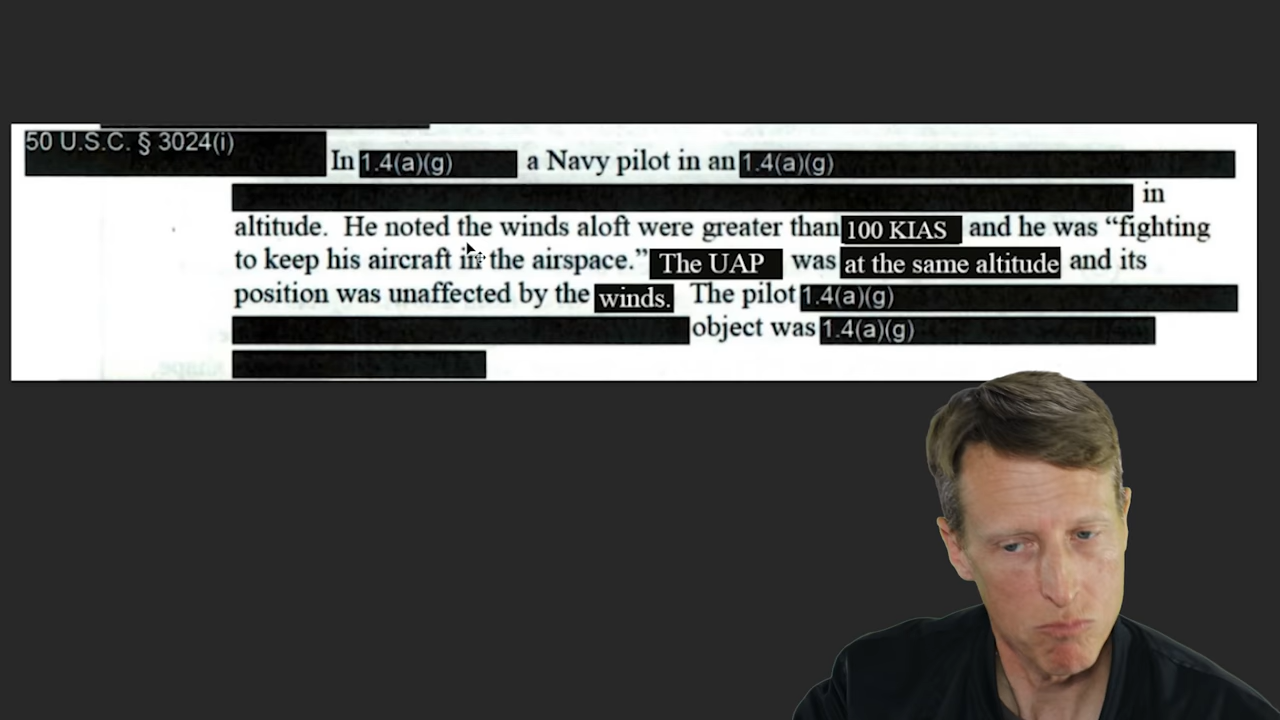 50 U.S.C. § 3024(i)
In 1.4(a)(g) a Navy pilot in an 1.4(a)(g)
in
altitude. He noted the winds aloft were greater than 100 KIAS and he was “fighting
to keep his aircraft in the airspace.” The UAP was at the same altitude and its
position was unaffected by the winds. The pilot 1.4(a)(g)
object was 1.4(a)(g)